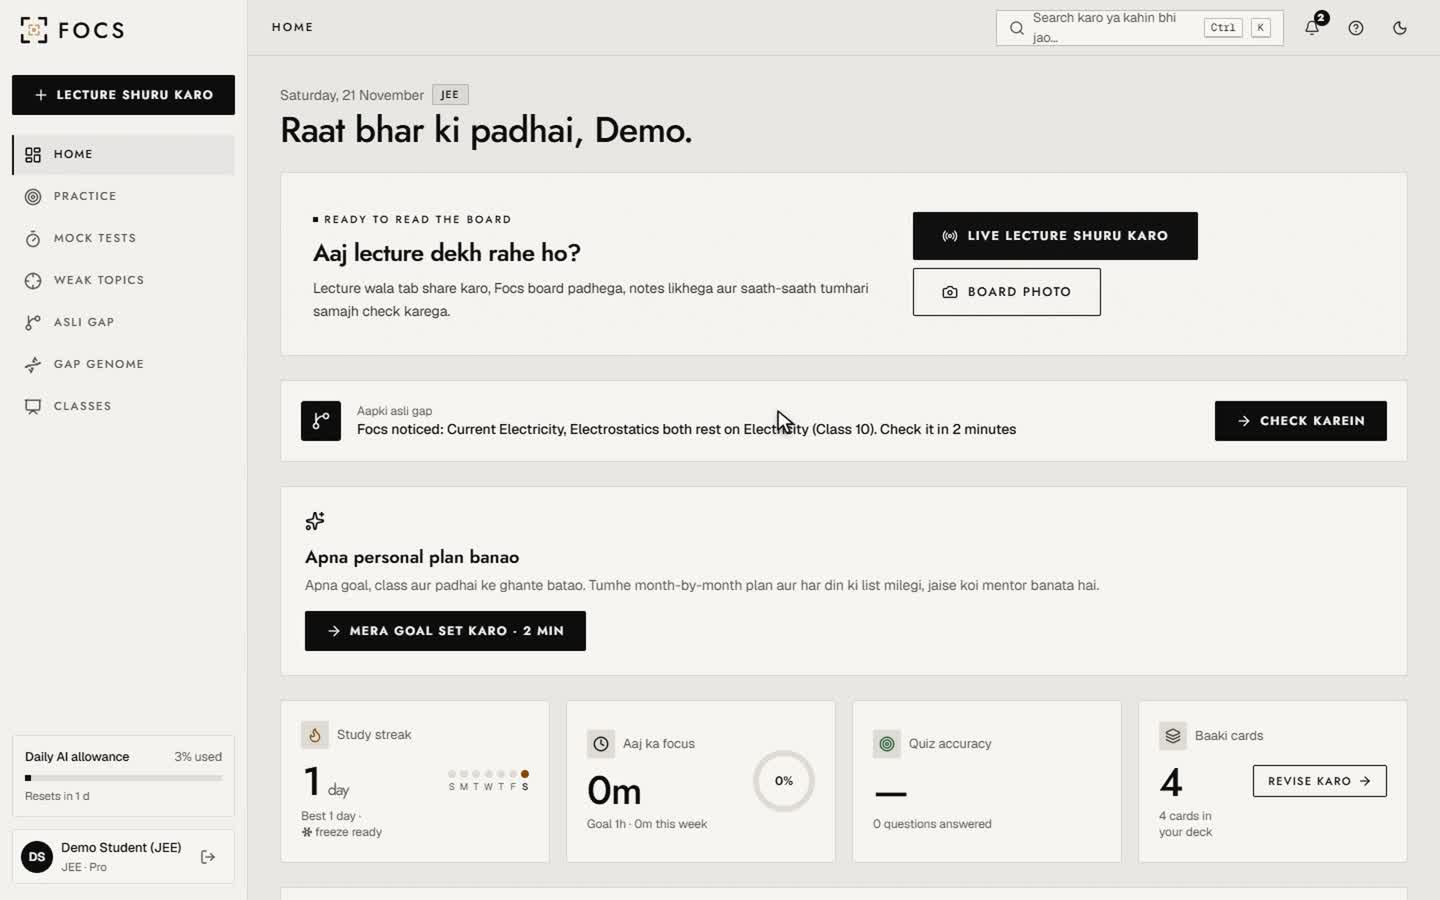 FOCS
HOME
Search karo ya kahin bhi
jao...
Ctrl K
2
LECTURE SHURU KARO
HOME
PRACTICE
MOCK TESTS
WEAK TOPICS
ASLI GAP
GAP GENOME
CLASSES
Daily AI allowance 3% used
Resets in 1 d
DS
Demo Student (JEE)
JEE · Pro
Saturday, 21 November JEE
Raat bhar ki padhai, Demo.
READY TO READ THE BOARD
Aaj lecture dekh rahe ho?
Lecture wala tab share karo, Focs board padhega, notes likhega aur saath-saath tumhari
samajh check karega.
LIVE LECTURE SHURU KARO
BOARD PHOTO
Aapki asli gap
Focs noticed: Current Electricity, Electrostatics both rest on Electricity (Class 10). Check it in 2 minutes
CHECK KAREIN
Apna personal plan banao
Apna goal, class aur padhai ke ghante batao. Tumhe month-by-month plan aur har din ki list milegi, jaise koi mentor banata hai.
MERA GOAL SET KARO - 2 MIN
Study streak
1 day
S M T W T F S
Best 1 day ·
freeze ready
Aaj ka focus
0m
0%
Goal 1h · 0m this week
Quiz accuracy
—
0 questions answered
Baaki cards
4
REVISE KARO
4 cards in
your deck